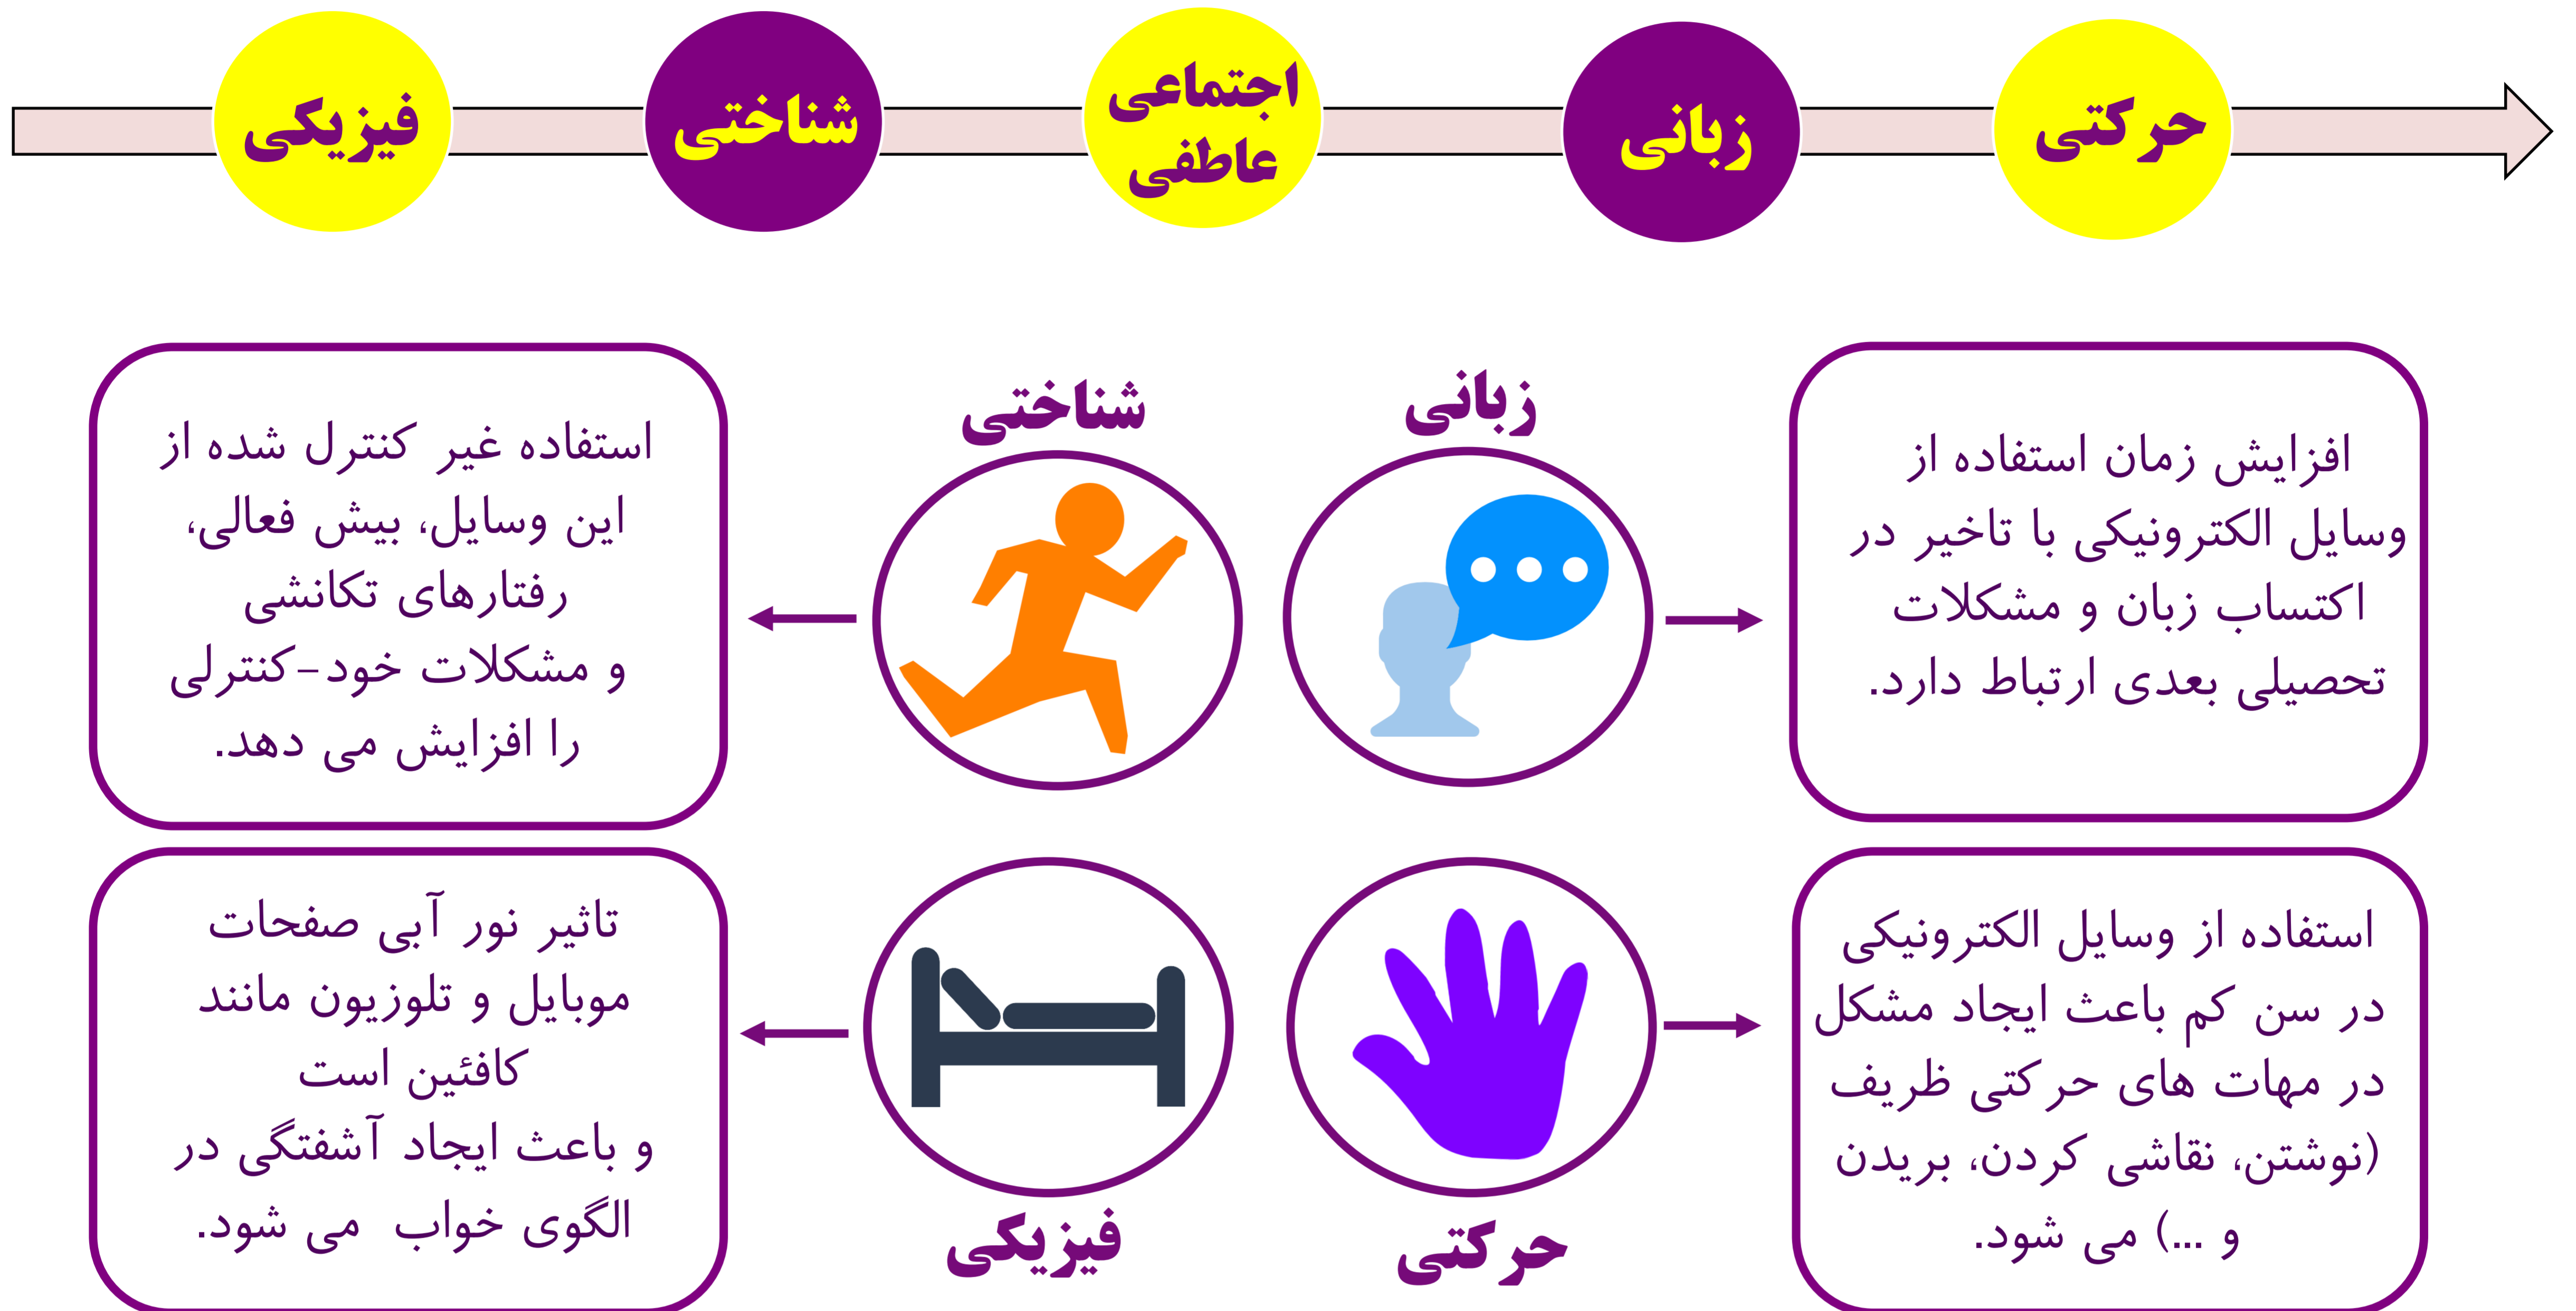 حرکتی
زبانی
اجتماعی
عاطفی
شناختی
فیزیکی
زبانی
افزایش زمان استفاده از
وسایل الکترونیکی با تاخیر در
اکتساب زبان و مشکلات
تحصیلی بعدی ارتباط دارد.
شناختی
استفاده غیر کنترل شده از
این وسایل، بیش فعالی،
رفتارهای تکانشی
و مشکلات خود-کنترلی
را افزایش می دهد.
حرکتی
استفاده از وسایل الکترونیکی
در سن کم باعث ایجاد مشکل
در مهات های حرکتی ظریف
(نوشتن، نقاشی کردن، بریدن
و ...) می شود.
فیزیکی
تاثیر نور آبی صفحات
موبایل و تلوزیون مانند
کافئین است
و باعث ایجاد آشفتگی در
الگوی خواب می شود.